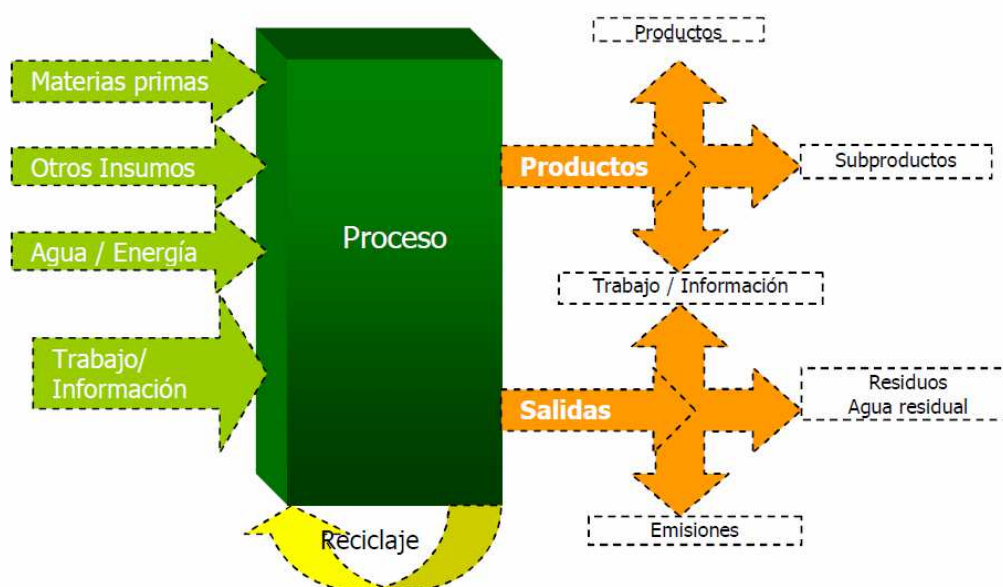 Materias primas
Otros Insumos
Agua / Energía
Trabajo/
Información
Proceso
Reciclaje
Productos
Salidas
Productos
Subproductos
Trabajo / Información
Residuos
Agua residual
Emisiones